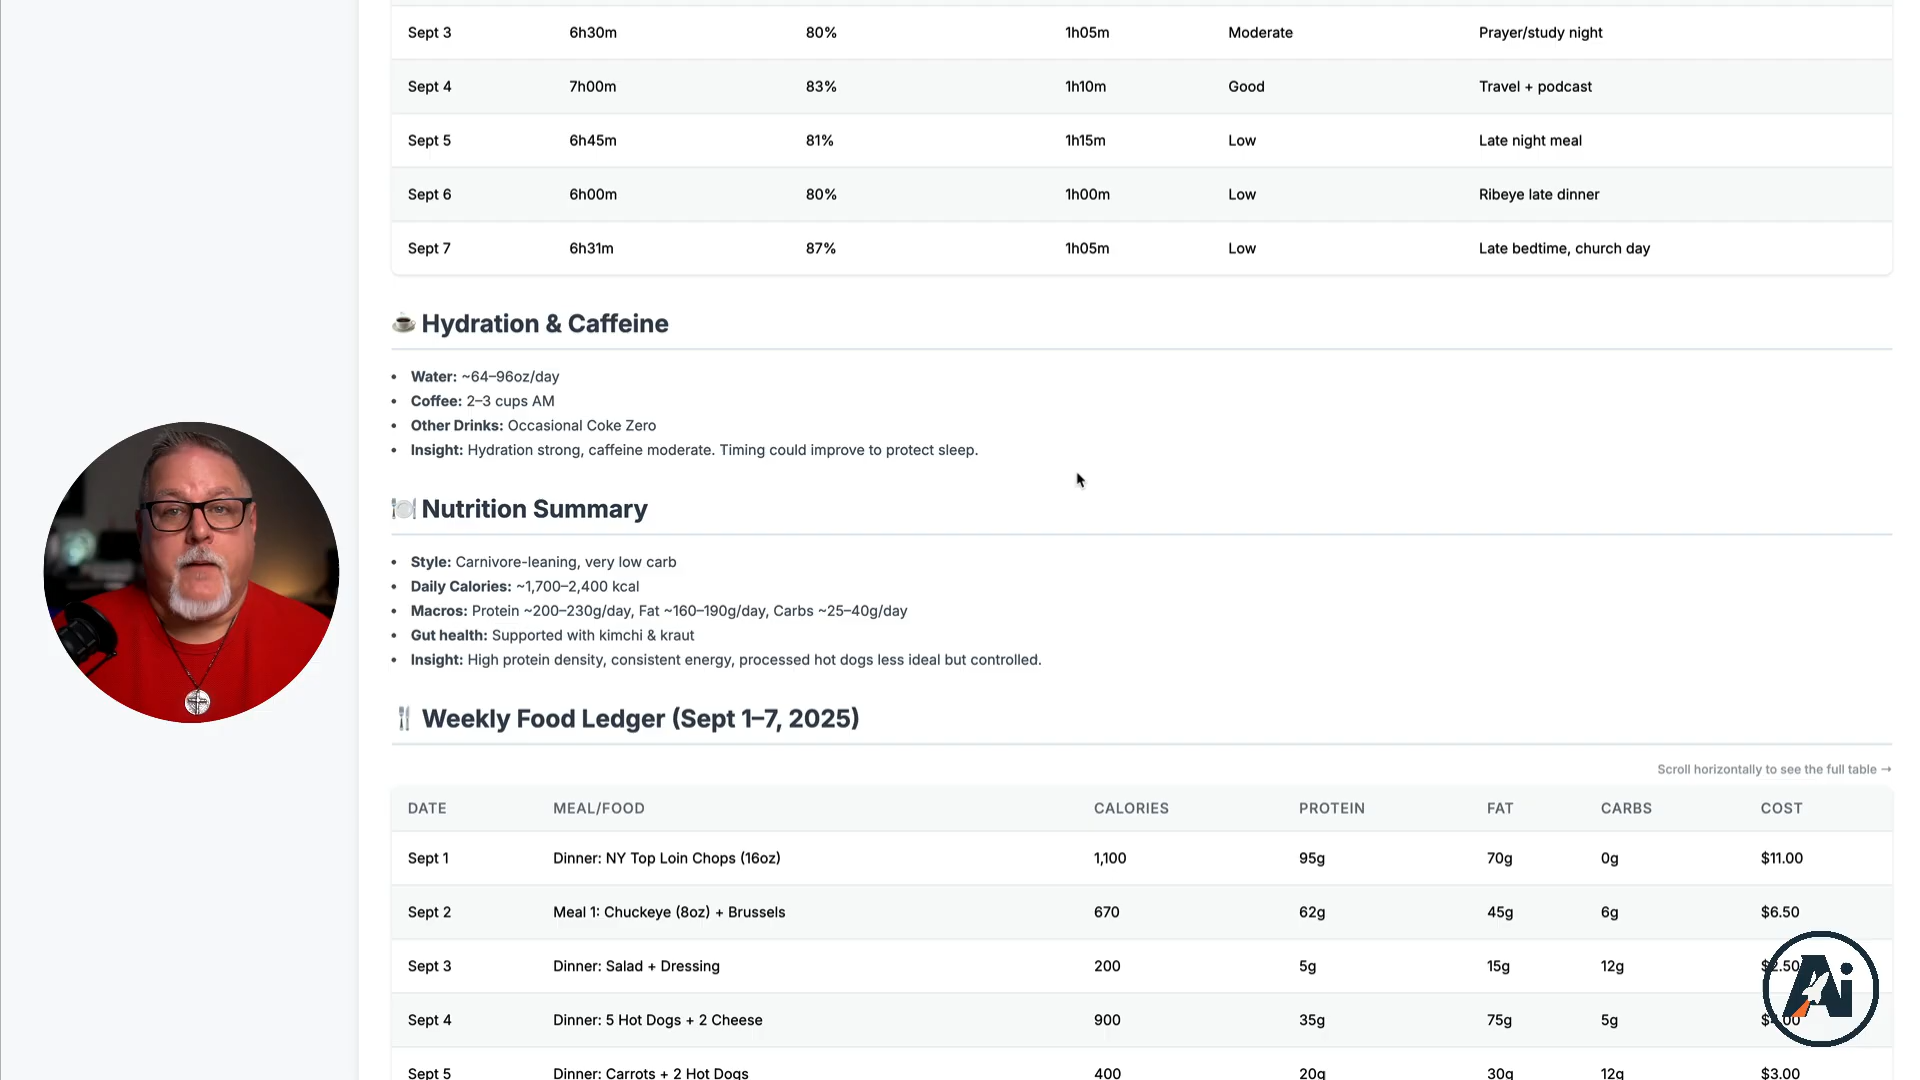 Sept 3 6h30m 80% 1h05m Moderate Prayer/study night
Sept 4 7h00m 83% 1h10m Good Travel + podcast
Sept 5 6h45m 81% 1h15m Low Late night meal
Sept 6 6h00m 80% 1h00m Low Ribeye late dinner
Sept 7 6h31m 87% 1h05m Low Late bedtime, church day
Hydration & Caffeine
• Water: ~64–96oz/day
• Coffee: 2–3 cups AM
• Other Drinks: Occasional Coke Zero
• Insight: Hydration strong, caffeine moderate. Timing could improve to protect sleep.
Nutrition Summary
• Style: Carnivore-leaning, very low carb
• Daily Calories: ~1,700–2,400 kcal
• Macros: Protein ~200–230g/day, Fat ~160–190g/day, Carbs ~25–40g/day
• Gut health: Supported with kimchi & kraut
• Insight: High protein density, consistent energy, processed hot dogs less ideal but controlled.
Weekly Food Ledger (Sept 1–7, 2025)
Scroll horizontally to see the full table →
DATE MEAL/FOOD CALORIES PROTEIN FAT CARBS COST
Sept 1 Dinner: NY Top Loin Chops (16oz) 1,100 95g 70g 0g $11.00
Sept 2 Meal 1: Chuckeye (8oz) + Brussels 670 62g 45g 6g $6.50
Sept 3 Dinner: Salad + Dressing 200 5g 15g 12g
Sept 4 Dinner: 5 Hot Dogs + 2 Cheese 900 35g 75g 5g
Sept 5 Dinner: Carrots + 2 Hot Dogs 400 20g 30g 12g $3.00
Ai